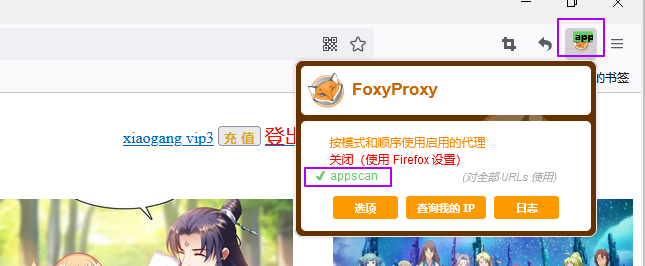 app
的书签
FoxyProxy
xiaogang vip3 充 值 登出
按模式和顺序使用启用的代理
关闭（使用 Firefox 设置）
✔ appscan (对全部 URLs 使用)
选项 查询我的 IP 日志